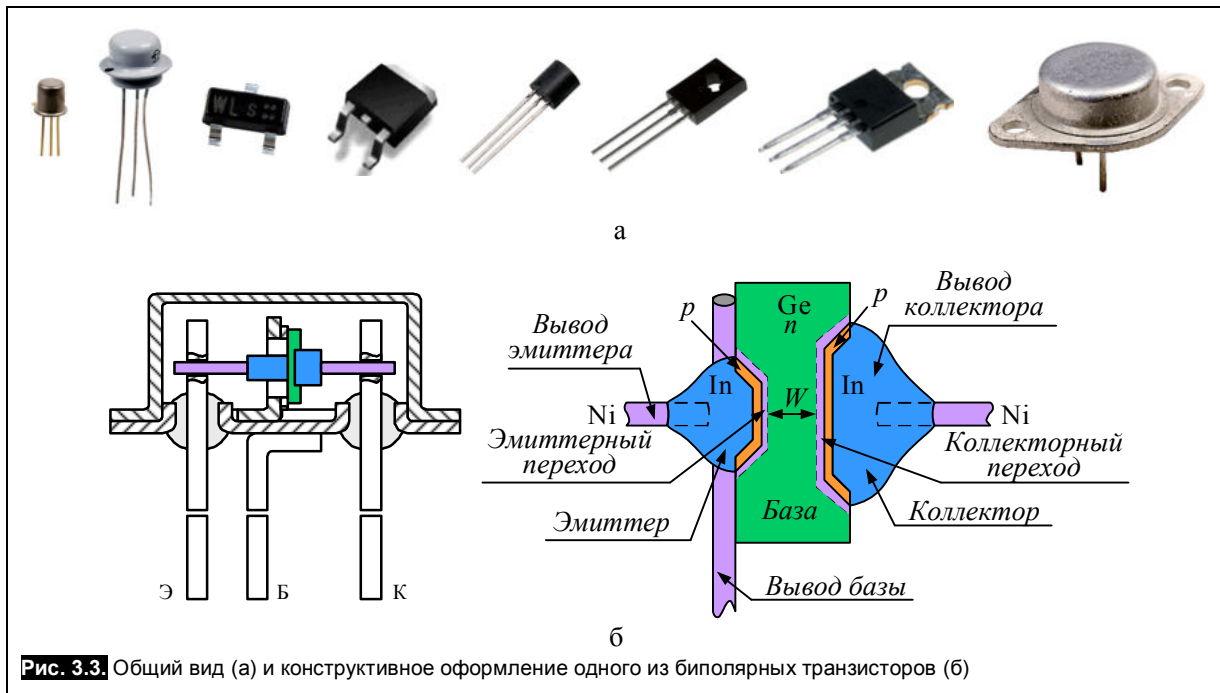 WLs
а
Вывод
эмиттера
p
Ge
n
p
Вывод
коллектора
In
W
In
Ni
Ni
Эмиттерный
переход
Коллекторный
переход
База
Эмиттер
Коллектор
Вывод базы
Э
Б
К
б
Рис. 3.3. Общий вид (а) и конструктивное оформление одного из биполярных транзисторов (б)